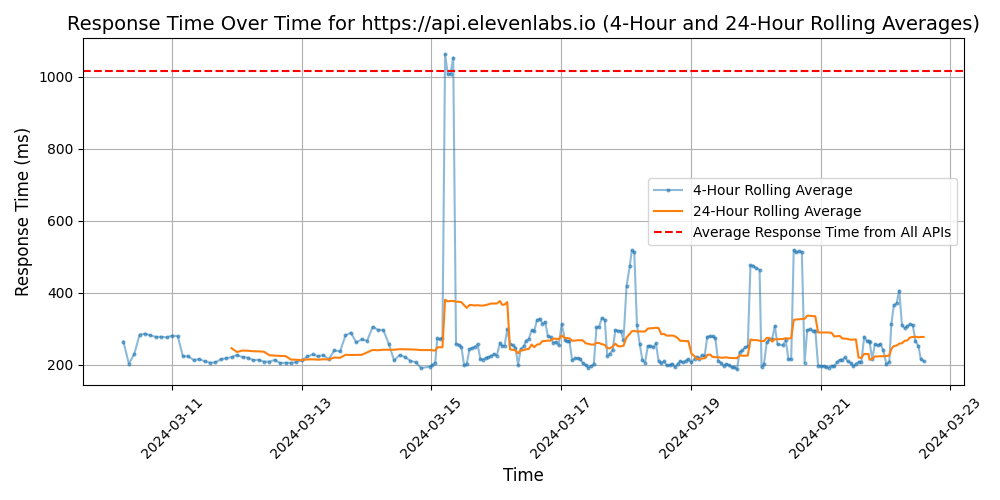 Response Time Over Time for https://api.elevenlabs.io (4-Hour and 24-Hour Rolling Averages)
Response Time (ms)
1000
800
600
400
200
4-Hour Rolling Average
24-Hour Rolling Average
Average Response Time from All APIs
2024-03-11
2024-03-13
2024-03-15
2024-03-17
2024-03-19
2024-03-21
2024-03-23
Time